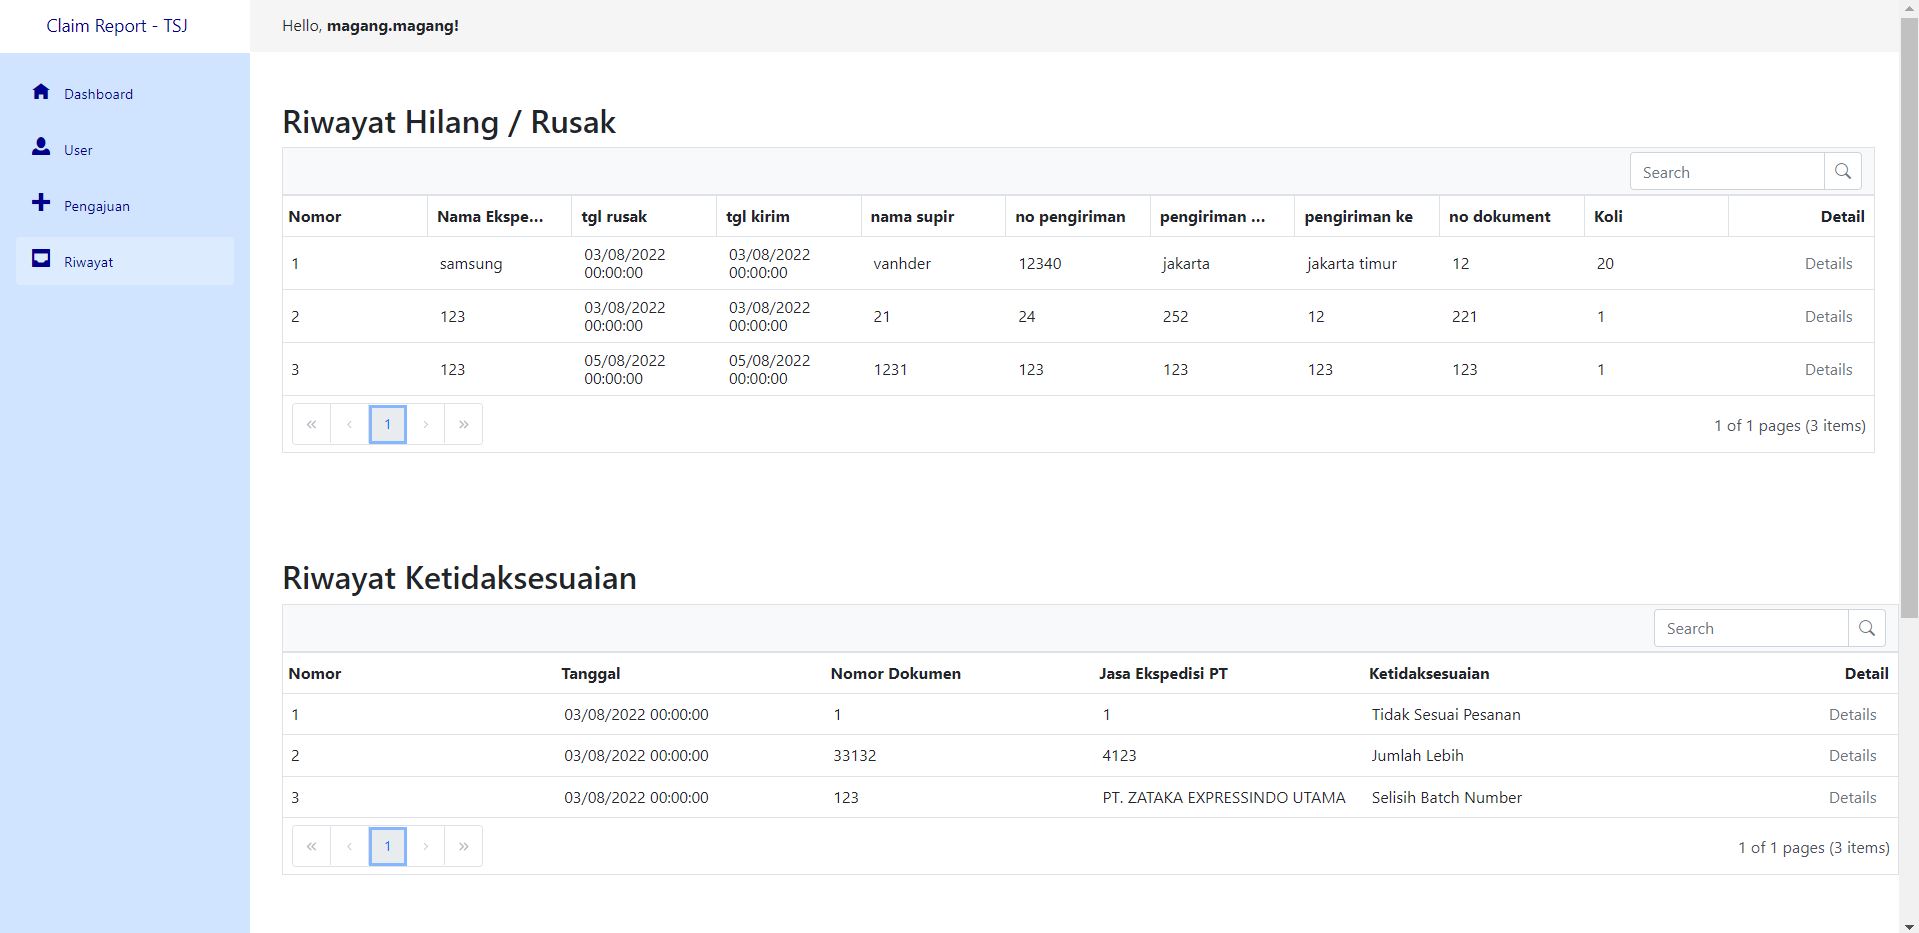 Claim Report - TSJ
Hello, magang.magang!
Dashboard
User
Pengajuan
Riwayat
Riwayat Hilang / Rusak
Search
Nomor Nama Ekspe... tgl rusak tgl kirim nama supir no pengiriman pengiriman ... pengiriman ke no dokument Koli Detail
1 samsung 03/08/2022 00:00:00 03/08/2022 00:00:00 vanhder 12340 jakarta jakarta timur 12 20 Details
2 123 03/08/2022 00:00:00 03/08/2022 00:00:00 21 24 252 12 221 1 Details
3 123 05/08/2022 00:00:00 05/08/2022 00:00:00 1231 123 123 123 123 1 Details
« ‹ 1 › » 1 of 1 pages (3 items)
Riwayat Ketidaksesuaian
Search
Nomor Tanggal Nomor Dokumen Jasa Ekspedisi PT Ketidaksesuaian Detail
1 03/08/2022 00:00:00 1 1 Tidak Sesuai Pesanan Details
2 03/08/2022 00:00:00 33132 4123 Jumlah Lebih Details
3 03/08/2022 00:00:00 123 PT. ZATAKA EXPRESSINDO UTAMA Selisih Batch Number Details
« ‹ 1 › » 1 of 1 pages (3 items)